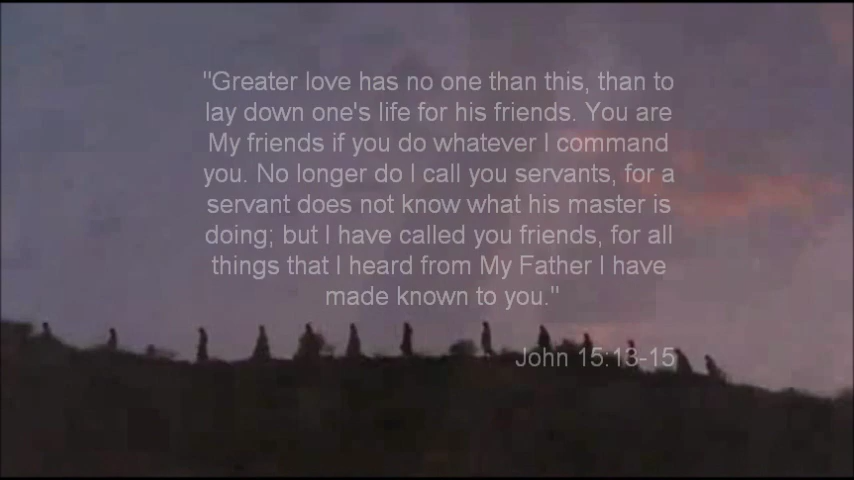 "Greater love has no one than this, than to
lay down one's life for his friends. You are
My friends if you do whatever I command
you. No longer do I call you servants, for a
servant does not know what his master is
doing; but I have called you friends, for all
things that I heard from My Father I have
made known to you."
John 15:13-15